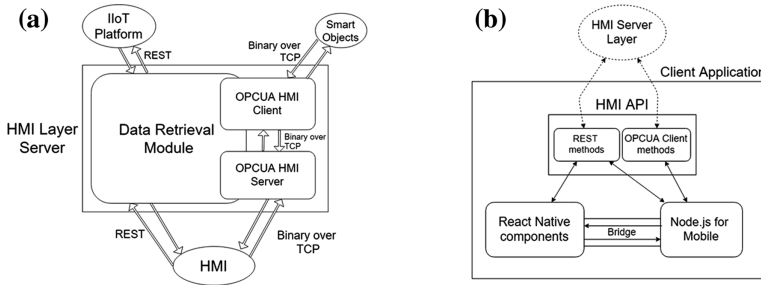 (a)
IIoT
Platform
REST
Smart
Objects
Binary over
TCP
HMI Layer
Server
Data Retrieval
Module
OPCUA HMI
Client
Binary over
TCP
OPCUA HMI
Server
REST
HMI
Binary over
TCP
(b)
HMI Server
Layer
Client Application
HMI API
REST
methods
OPCUA Client
methods
React Native
components
Bridge
Node.js for
Mobile